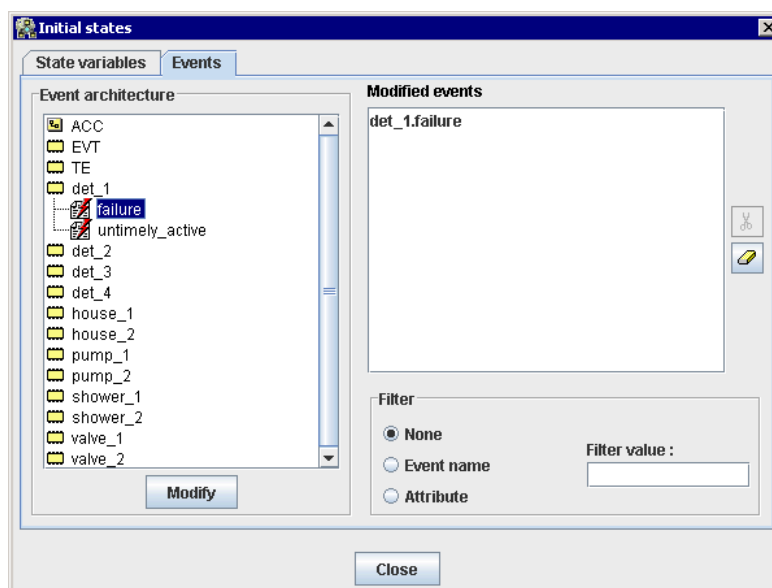 Initial states
State variables
Events
Event architecture
ACC
EVT
TE
det_1
failure
untimely_active
det_2
det_3
det_4
house_1
house_2
pump_1
pump_2
shower_1
shower_2
valve_1
valve_2
Modify
Modified events
det_1.failure
Filter
None
Event name
Attribute
Filter value :
Close